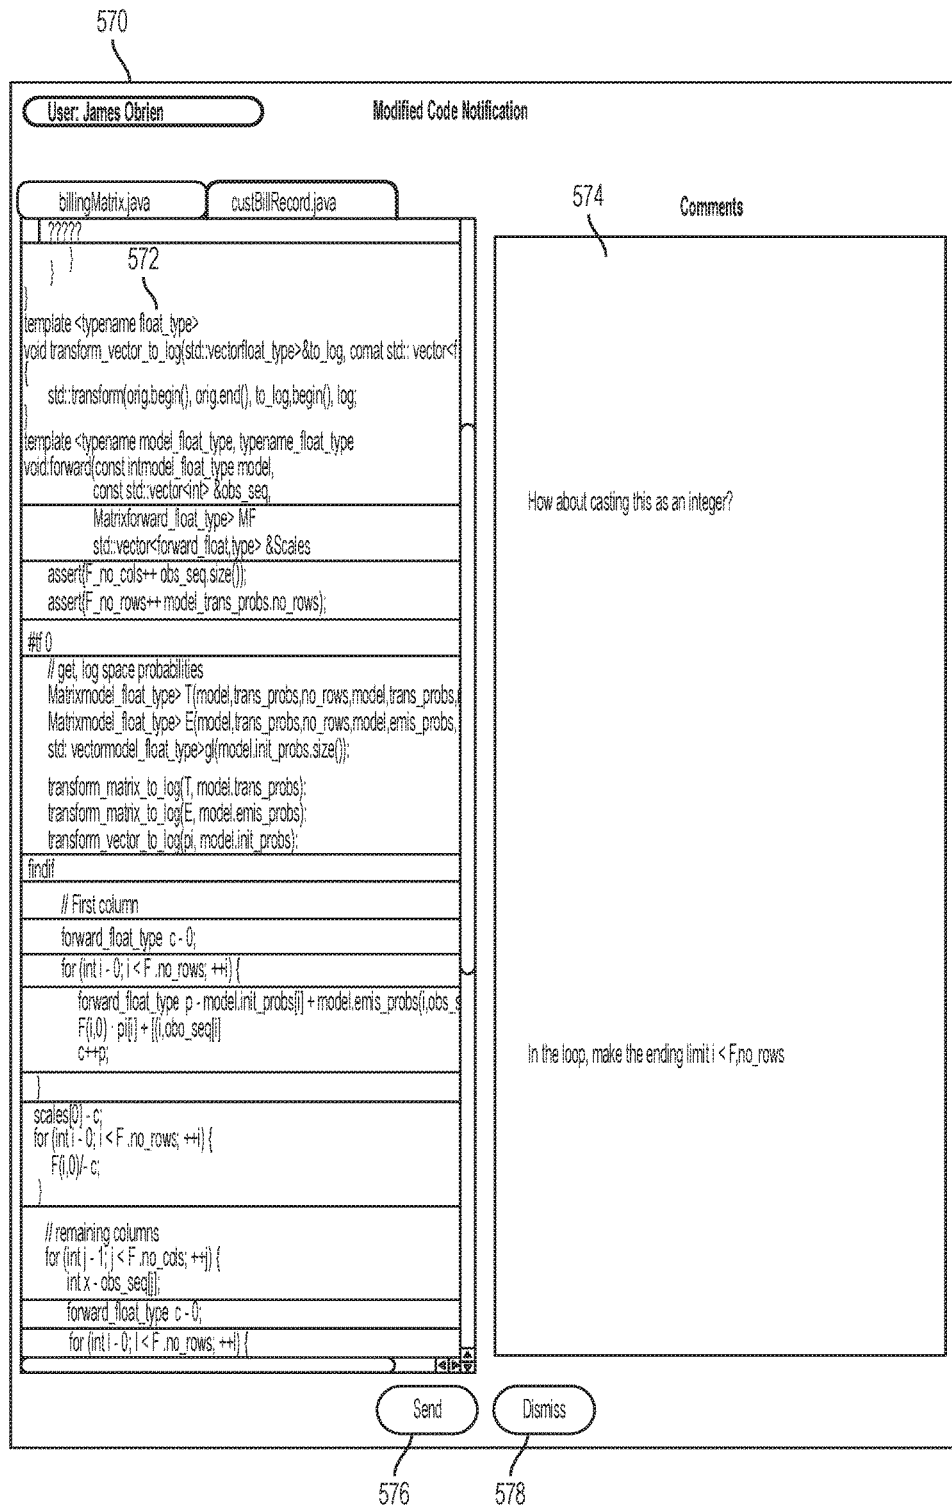 570
User: James Obrien
Modified Code Notification
billingMatrix.java
custBillRecord.java
574
Comments
?????
}
572
}
}
template <typename float_type>
void transform_vector_to_log(std::vectorfloat_type>&to_log, comat std:: vector<f
{
std::transform(orig.begin(), orig.end(), to_log,begin(), log;
}
template <typename model_float_type, typename_float_type
void.forward(const intmodel_float_type model,
const std::vector<int> &obs_seq,
How about casting this as an integer?
Matrixforward_float_type> MF
std::vector<forward_float,type> &Scales
assert(F_no_cols++ obs_seq.size());
assert(F_no_rows++ model_trans_probs.no_rows);
#tf 0
// get, log space probabilities
Matrixmodel_float_type> T(model,trans_probs,no_rows,model,trans_probs,
Matrixmodel_float_type> E(model,trans_probs,no_rows,model,emis_probs,
std: vectormodel_float_type>gl(model.init_probs.size()):
transform_matrix_to_log(T, model.trans_probs):
transform_matrix_to_log(E, model.emis_probs):
transform_vector_to_log(pi, model.init_probs):
findif
// First column
forward_float_type c - 0;
for (int i - 0; i < F .no_rows; ++i) {
forward_float_type p - model.init_probs[i] + model.emis_probs(i,obs_s
F(i,0) · pi[i] + [(i,obo_seq[i]
c++p;
In the loop, make the ending limit i < F,no_rows
}
scales[0] - c;
for (int i - 0; i < F .no_rows; ++i) {
F(i,0)/- c;
}
// remaining columns
for (int j - 1; j < F .no_cols; ++j) {
int x - obs_seq[j];
forward_float_type c - 0;
for (int i - 0; i < F .no_rows; ++i) {
Send
Dismiss
576
578